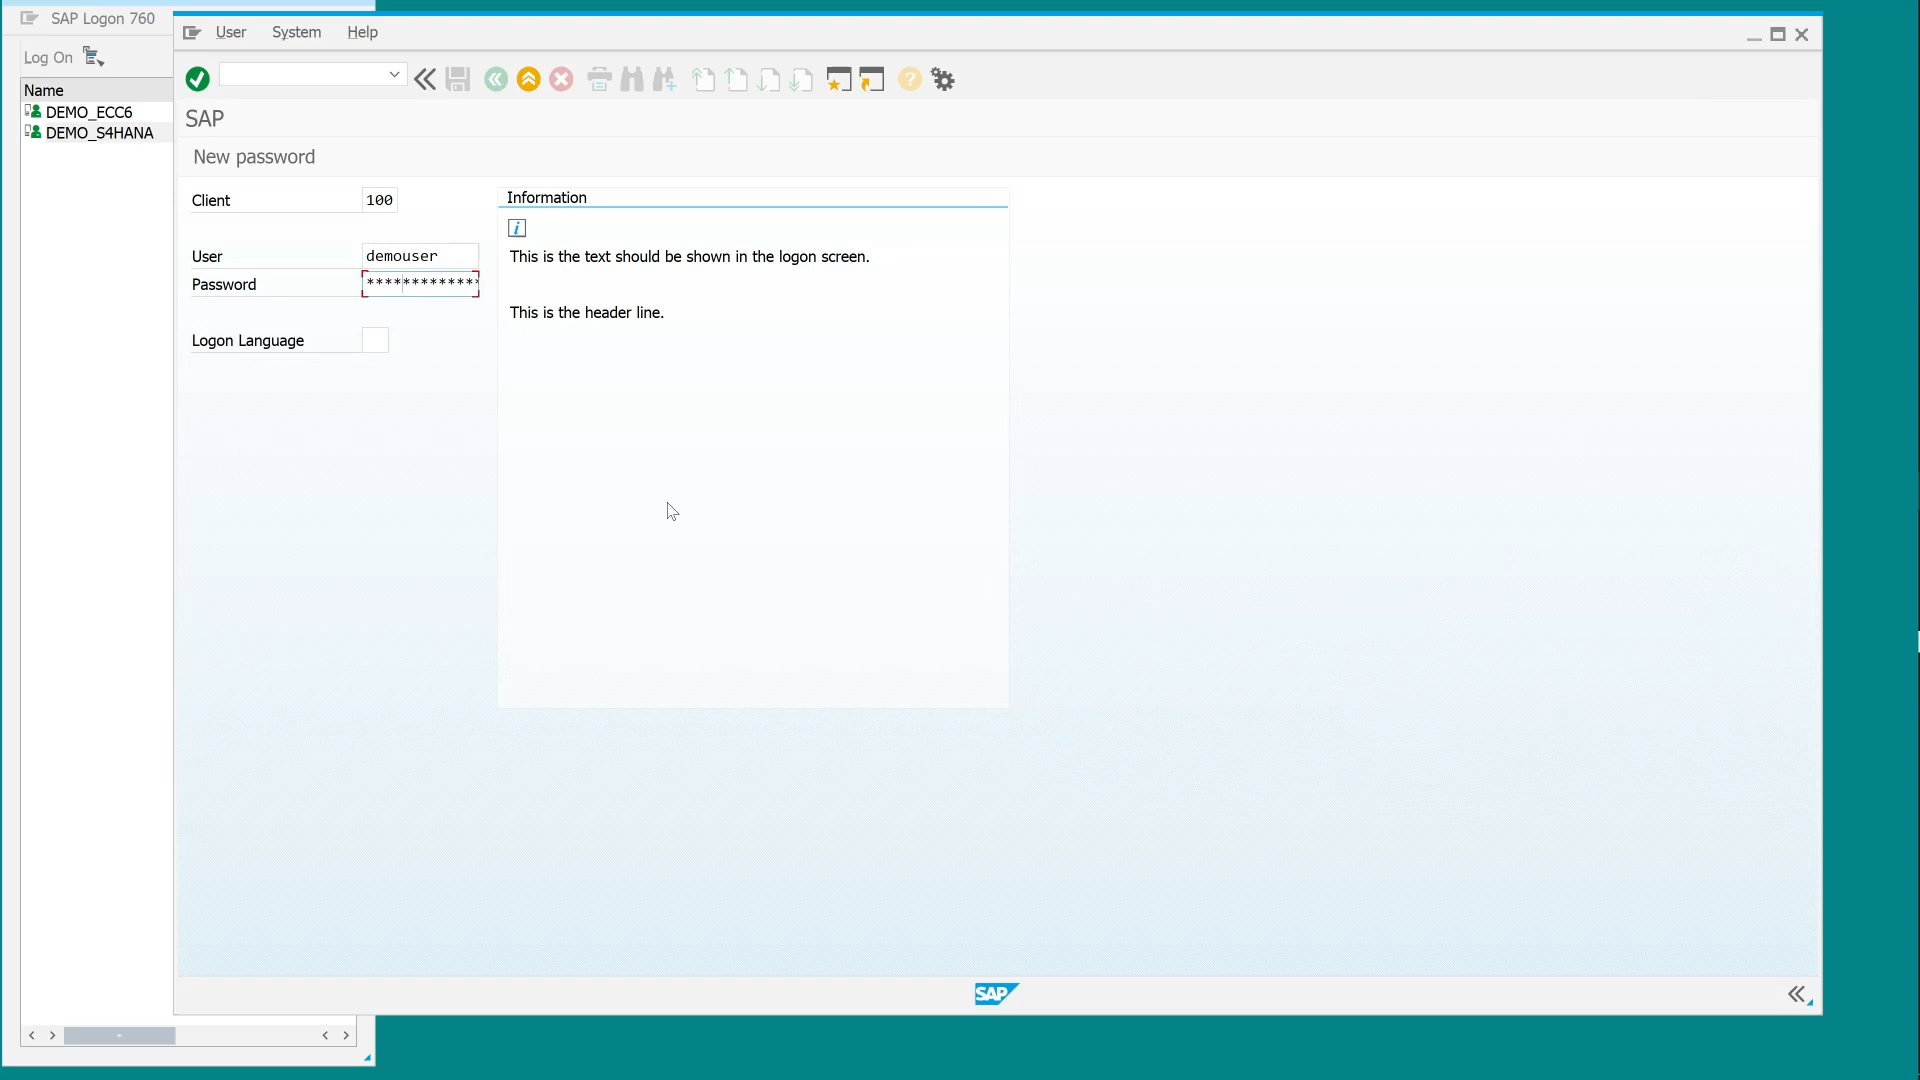 SAP Logon 760
User System Help
Log On
Name
DEMO_ECC6
DEMO_S4HANA
SAP
New password
Client 100
Information
User demouser
This is the text should be shown in the logon screen.
Password *************
This is the header line.
Logon Language
SAP